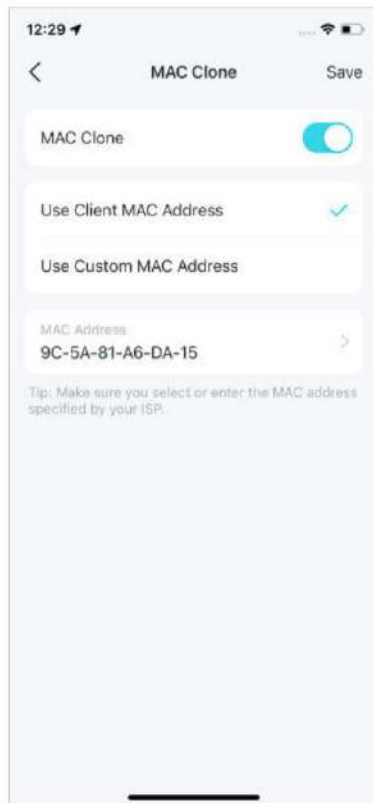 12:29
MAC Clone
Save
MAC Clone
Use Client MAC Address
Use Custom MAC Address
MAC Address
9C-5A-81-A6-DA-15
Tip: Make sure you select or enter the MAC address
specified by your ISP.